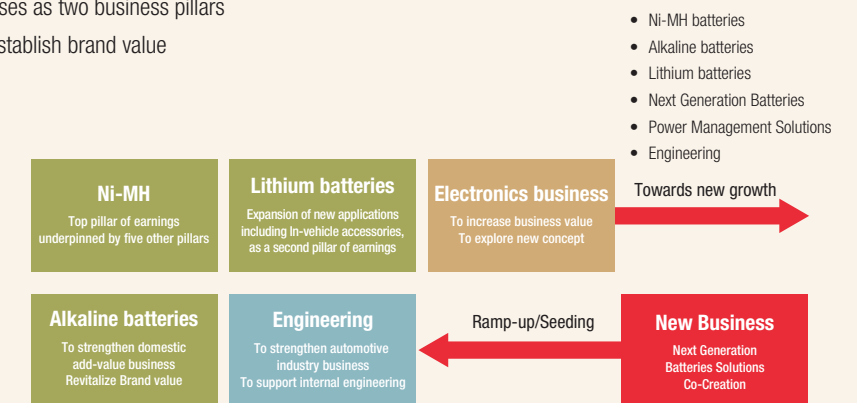 ses as two business pillars
stablish brand value
• Ni-MH batteries
• Alkaline batteries
• Lithium batteries
• Next Generation Batteries
• Power Management Solutions
• Engineering
Ni-MH
Top pillar of earnings
underpinned by five other pillars
Lithium batteries
Expansion of new applications
including In-vehicle accessories,
as a second pillar of earnings
Electronics business
To increase business value
To explore new concept
Towards new growth
Alkaline batteries
To strengthen domestic
add-value business
Revitalize Brand value
Engineering
To strengthen automotive
industry business
To support internal engineering
Ramp-up/Seeding
New Business
Next Generation
Batteries Solutions
Co-Creation